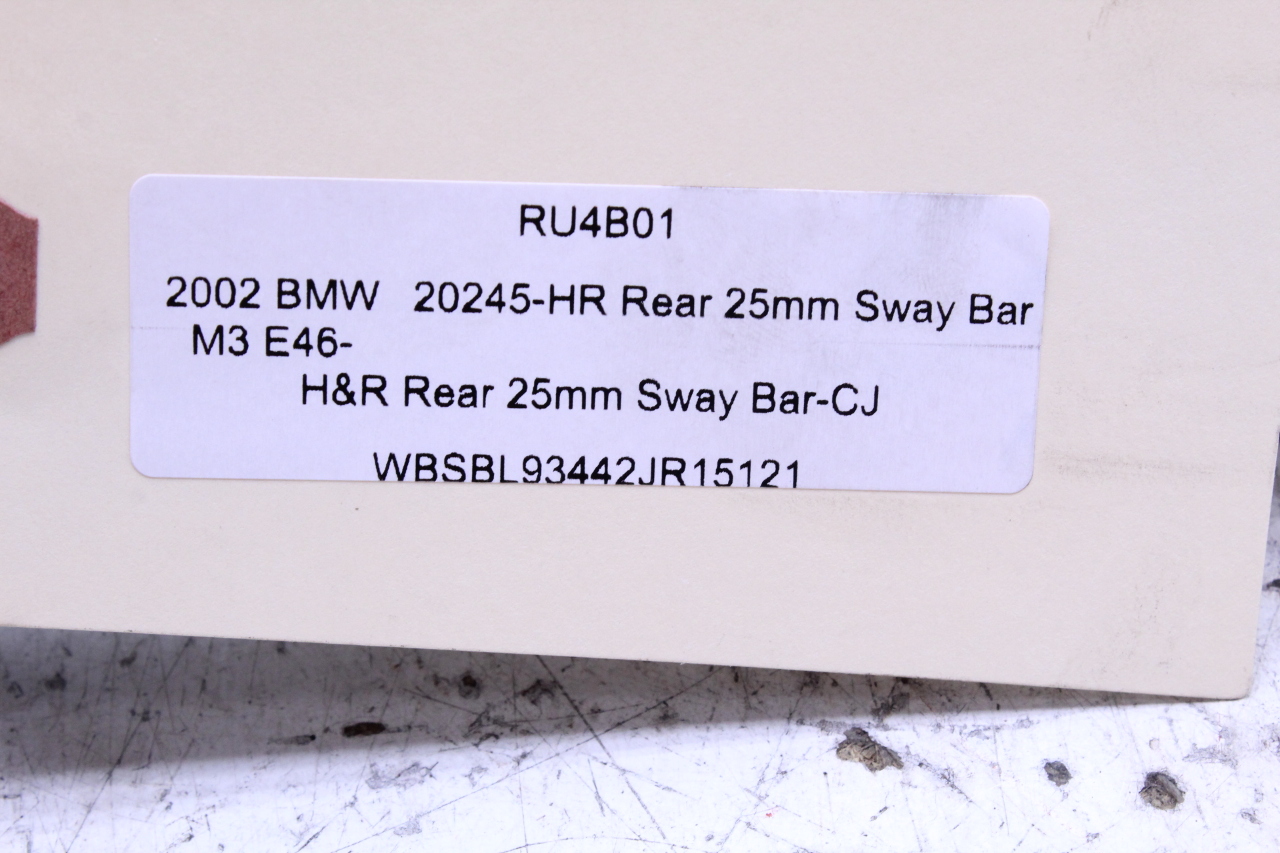 RU4B01
2002 BMW 20245-HR Rear 25mm Sway Bar
M3 E46-
H&R Rear 25mm Sway Bar-CJ
WBSBL93442JR15121